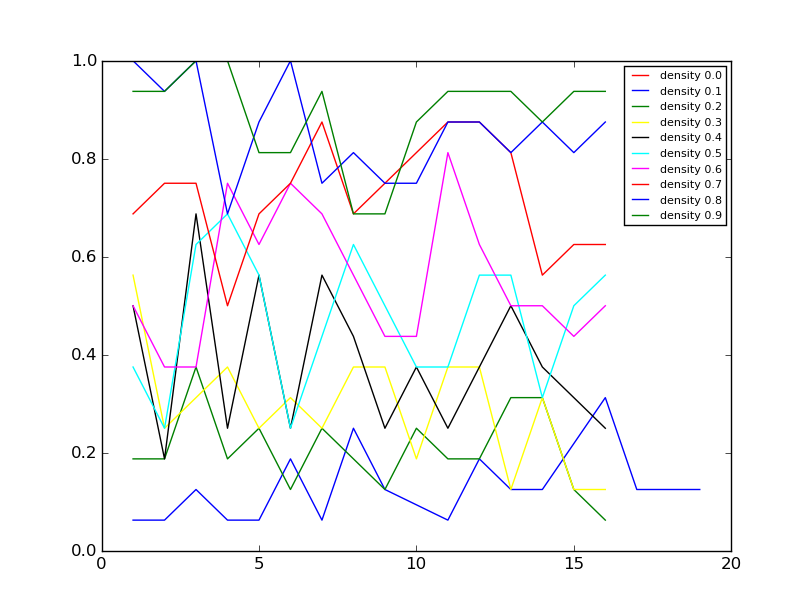 1.0
0.8
0.6
0.4
0.2
0.0
0 5 10 15 20
density 0.0
density 0.1
density 0.2
density 0.3
density 0.4
density 0.5
density 0.6
density 0.7
density 0.8
density 0.9